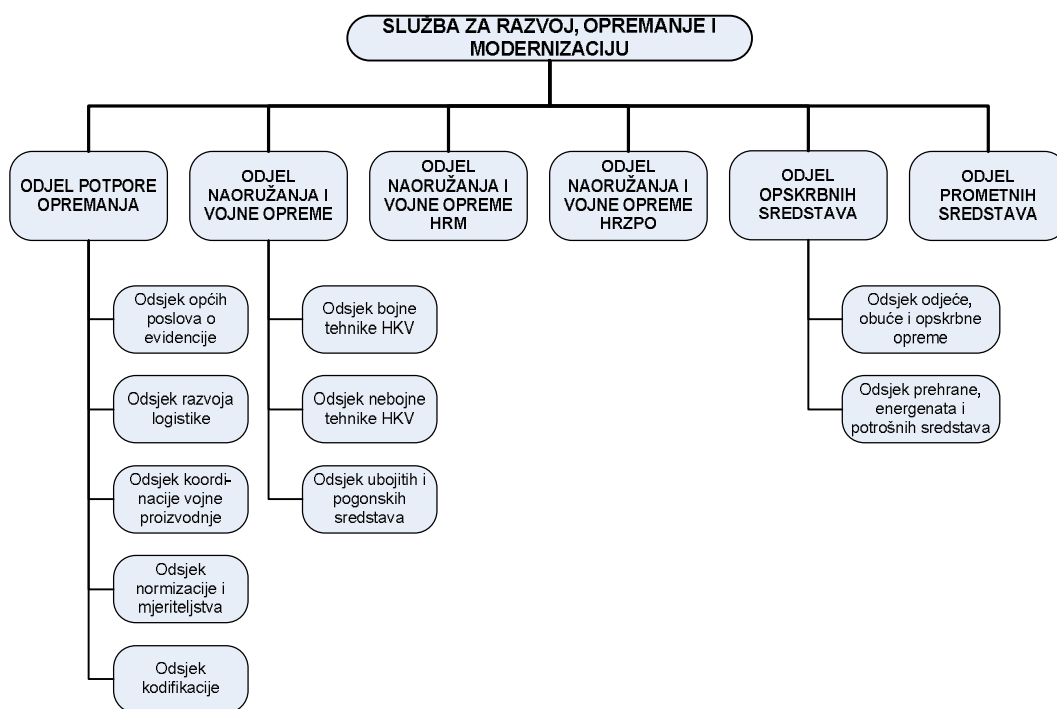 SLUŽBA ZA RAZVOJ, OPREMANJE I
MODERNIZACIJU
ODJEL POTPORE
OPREMANJA
ODJEL
NAORUŽANJA I
VOJNE OPREME
ODJEL
NAORUŽANJA I
VOJNE OPREME
HRM
ODJEL
NAORUŽANJA I
VOJNE OPREME
HRZPO
ODJEL
OPSKRBNIH
SREDSTAVA
ODJEL
PROMETNIH
SREDSTAVA
Odsjek općih
poslova o
evidencije
Odsjek razvoja
logistike
Odsjek koordi-
nacije vojne
proizvodnje
Odsjek
normizacije i
mjeriteljstva
Odsjek
kodifikacije
Odsjek bojne
tehnike HKV
Odsjek nebojne
tehnike HKV
Odsjek ubojitih i
pogonskih
sredstava
Odsjek odjeće,
obuće i opskrbne
opreme
Odsjek prehrane,
energenata i
potrošnih sredstava